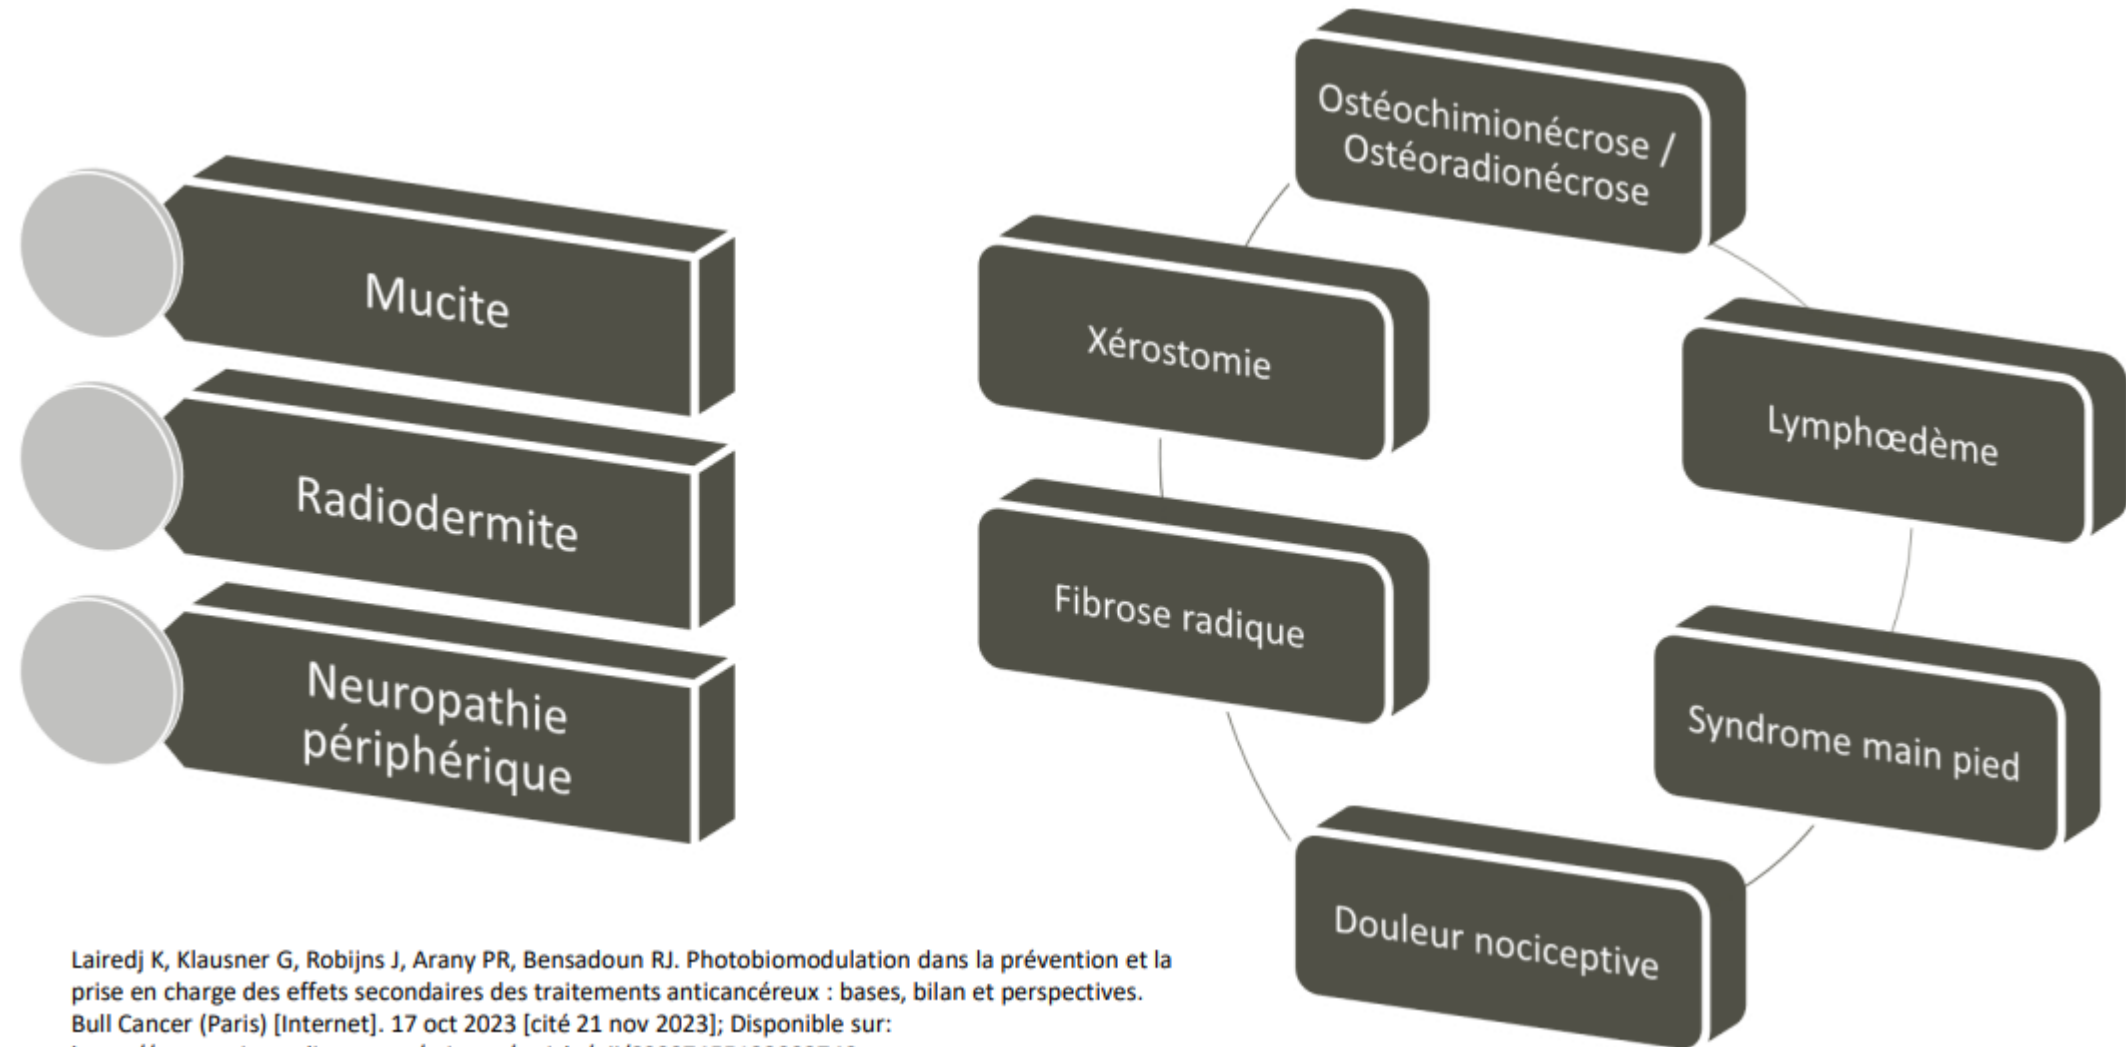 Mucite
Radiodermite
Neuropathie
périphérique
Ostéochimionécrose /
Ostéoradionécrose
Xérostomie
Lymphœdème
Fibrose radique
Syndrome main pied
Douleur nociceptive
Lairedj K, Klausner G, Robijns J, Arany PR, Bensadoun RJ. Photobiomodulation dans la prévention et la
prise en charge des effets secondaires des traitements anticancéreux : bases, bilan et perspectives.
Bull Cancer (Paris) [Internet]. 17 oct 2023 [cité 21 nov 2023]; Disponible sur: